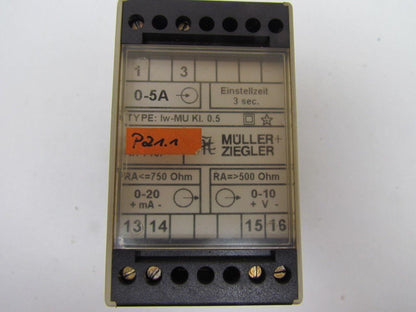 1 3
0-5A
Einstellzeit
3 sec.
TYPE: Iw-MU Kl. 0.5
P21.1
MÜLLER+
ZIEGLER
RA<=750 Ohm
RA=>500 Ohm
0-20
+ mA -
0-10
+ V -
13 14 15 16